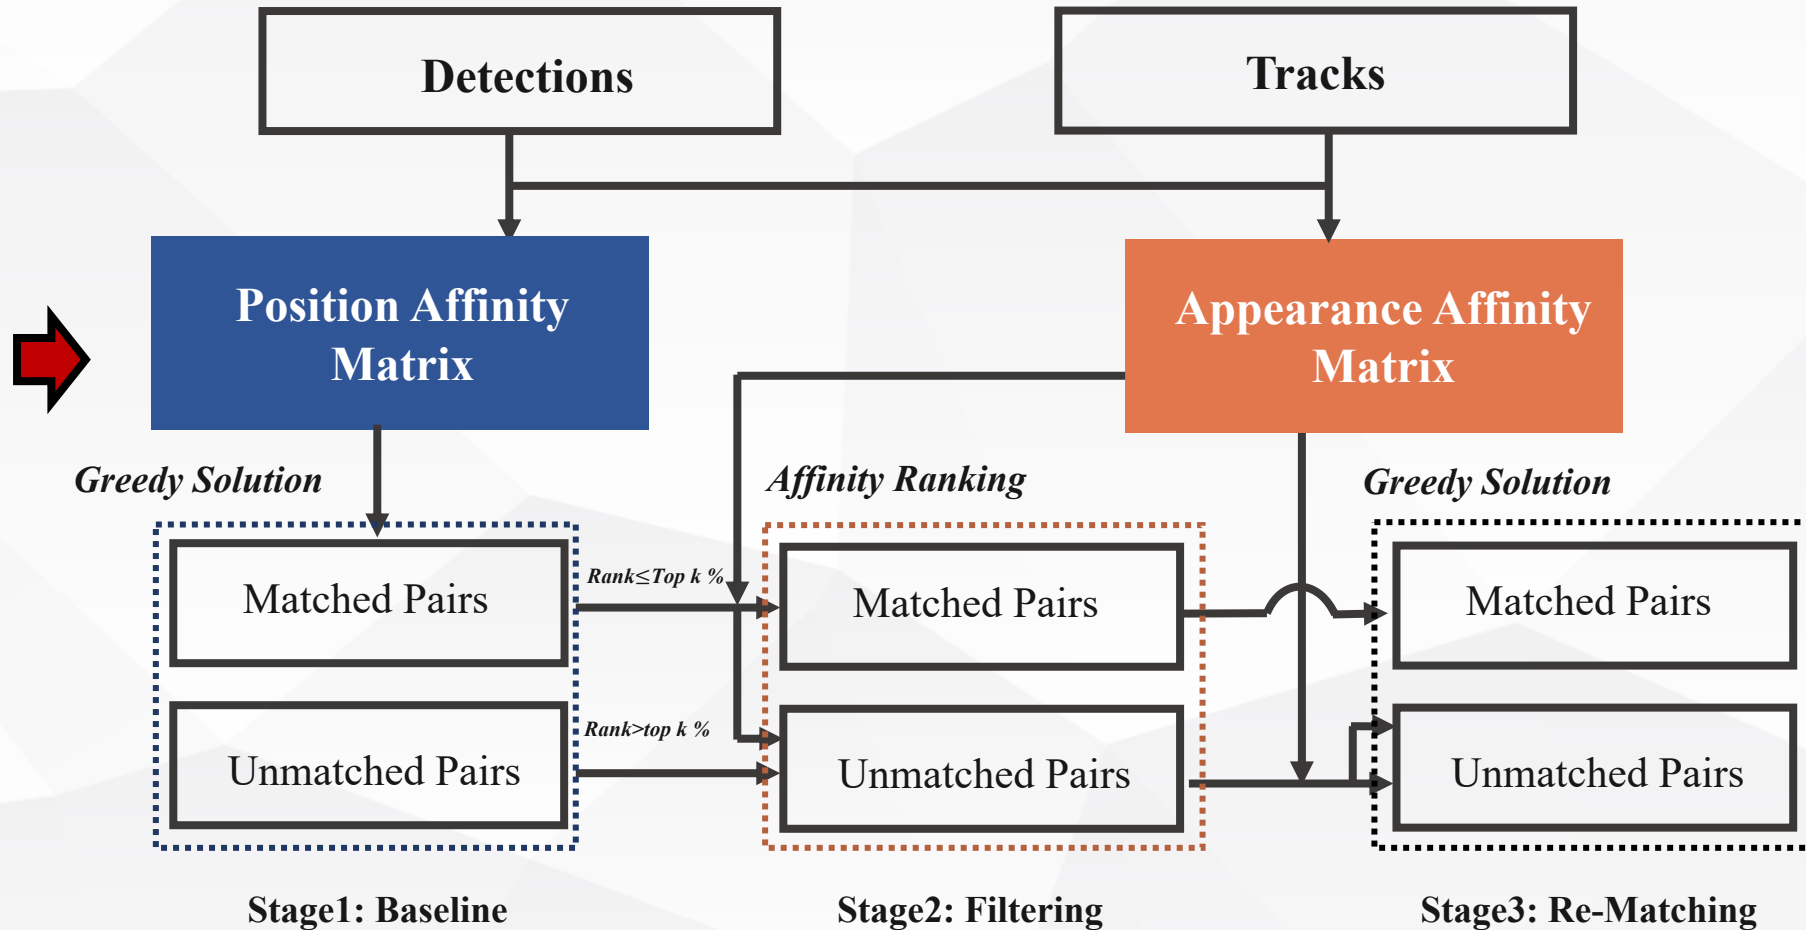 Detections
Tracks
Position Affinity
Matrix
Appearance Affinity
Matrix
Greedy Solution
Affinity Ranking
Greedy Solution
Matched Pairs
Rank≤Top k %
Matched Pairs
Matched Pairs
Unmatched Pairs
Rank>top k %
Unmatched Pairs
Unmatched Pairs
Stage1: Baseline
Stage2: Filtering
Stage3: Re-Matching